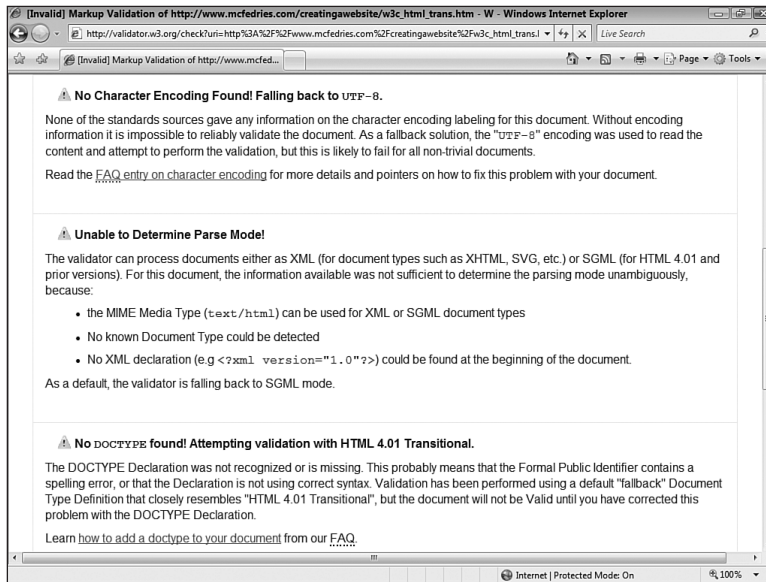 [Invalid] Markup Validation of http://www.mcfedries.com/creatingawebsite/w3c_html_trans.htm - W - Windows Internet Explorer
http://validator.w3.org/check?uri=http%3A%2F%2Fwww.mcfedries.com%2Fcreatingawebsite%2Fw3c_html_trans.l
Live Search
[Invalid] Markup Validation of http://www.mcfed...
Page
Tools
No Character Encoding Found! Falling back to UTF-8.
None of the standards sources gave any information on the character encoding labeling for this document. Without encoding
information it is impossible to reliably validate the document. As a fallback solution, the "UTF-8" encoding was used to read the
content and attempt to perform the validation, but this is likely to fail for all non-trivial documents.
Read the FAQ entry on character encoding for more details and pointers on how to fix this problem with your document.
Unable to Determine Parse Mode!
The validator can process documents either as XML (for document types such as XHTML, SVG, etc.) or SGML (for HTML 4.01 and
prior versions). For this document, the information available was not sufficient to determine the parsing mode unambiguously,
because:
• the MIME Media Type (text/html) can be used for XML or SGML document types
• No known Document Type could be detected
• No XML declaration (e.g <?xml version="1.0"?>) could be found at the beginning of the document.
As a default, the validator is falling back to SGML mode.
No DOCTYPE found! Attempting validation with HTML 4.01 Transitional.
The DOCTYPE Declaration was not recognized or is missing. This probably means that the Formal Public Identifier contains a
spelling error, or that the Declaration is not using correct syntax. Validation has been performed using a default "fallback" Document
Type Definition that closely resembles "HTML 4.01 Transitional", but the document will not be Valid until you have corrected this
problem with the DOCTYPE Declaration.
Learn how to add a doctype to your document from our FAQ.
Internet | Protected Mode: On
100%